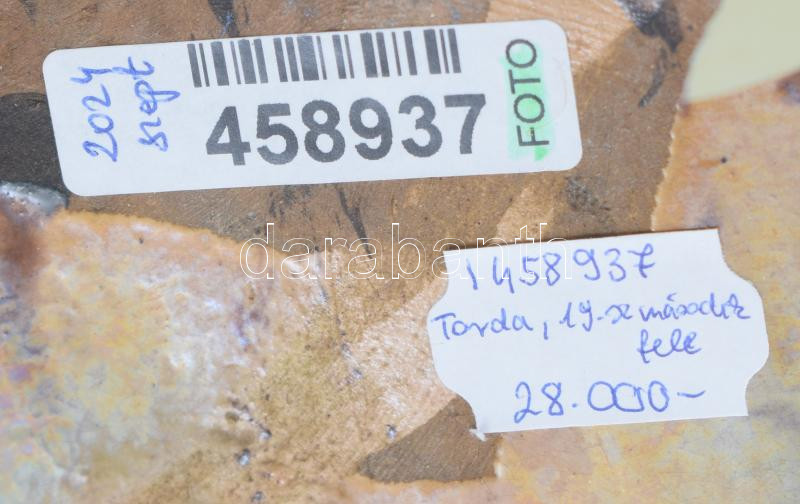 2024
szept
458937
FOTO
darabanth
1458937
Torda, 19. sz második
fele
28.000-